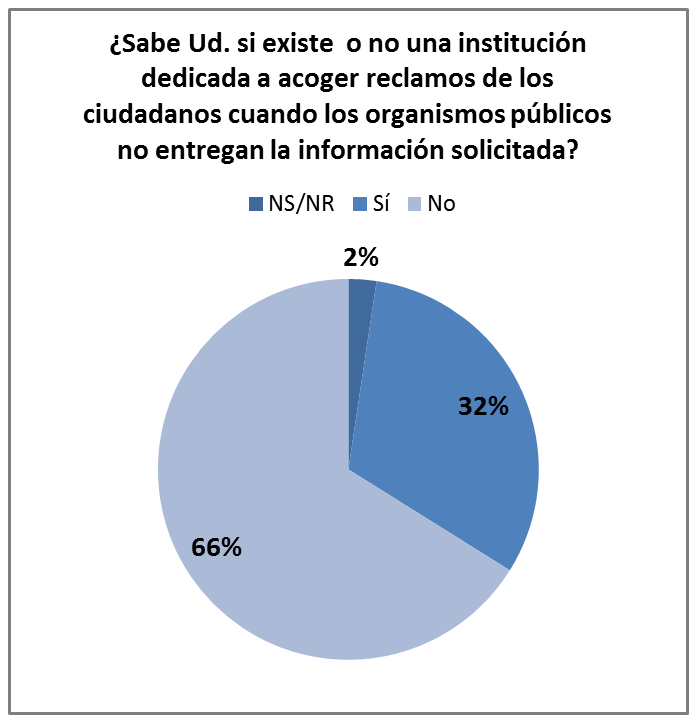 ¿Sabe Ud. si existe  o no una institución
dedicada a acoger reclamos de los
ciudadanos cuando los organismos públicos
no entregan la información solicitada?
NS/NR Sí No
2%
32%
66%